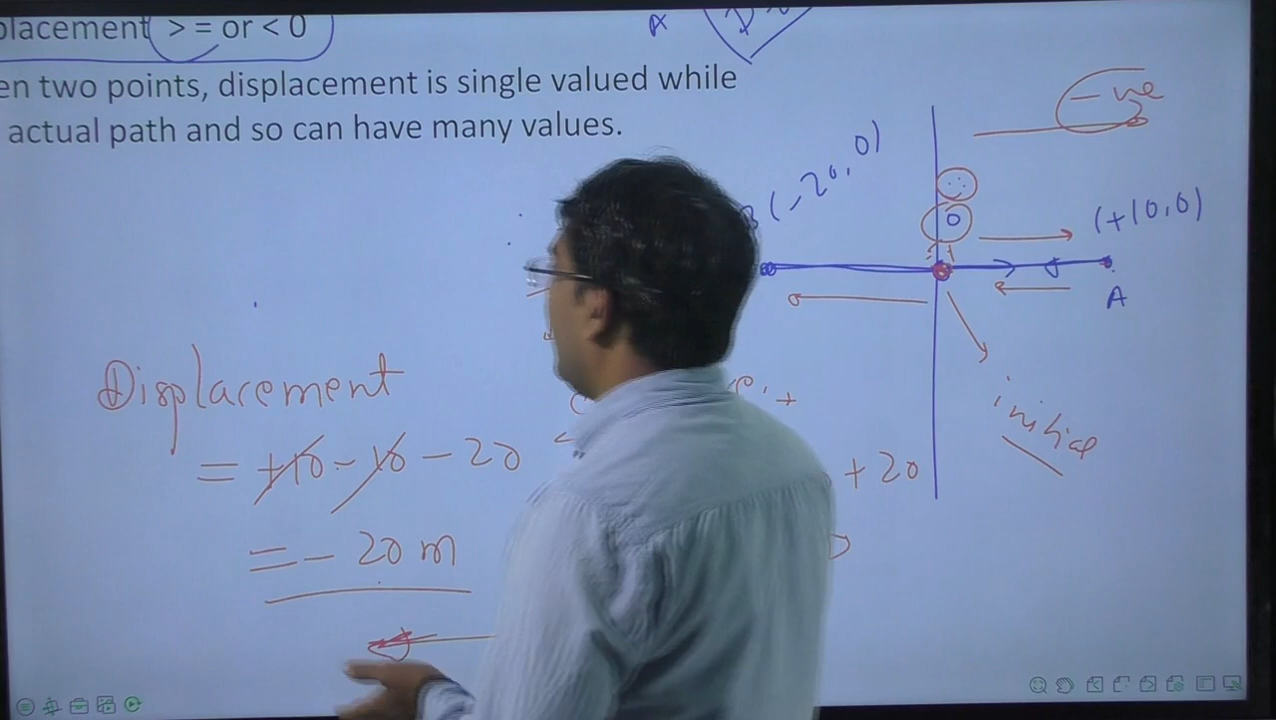 placement > = or < 0
en two points, displacement is single valued while
actual path and so can have many values.
-ve
B (-20, 0)
0
(+10,0)
A
initial
Displacement
= +10 - 10 - 20
+ 20
= - 20 m